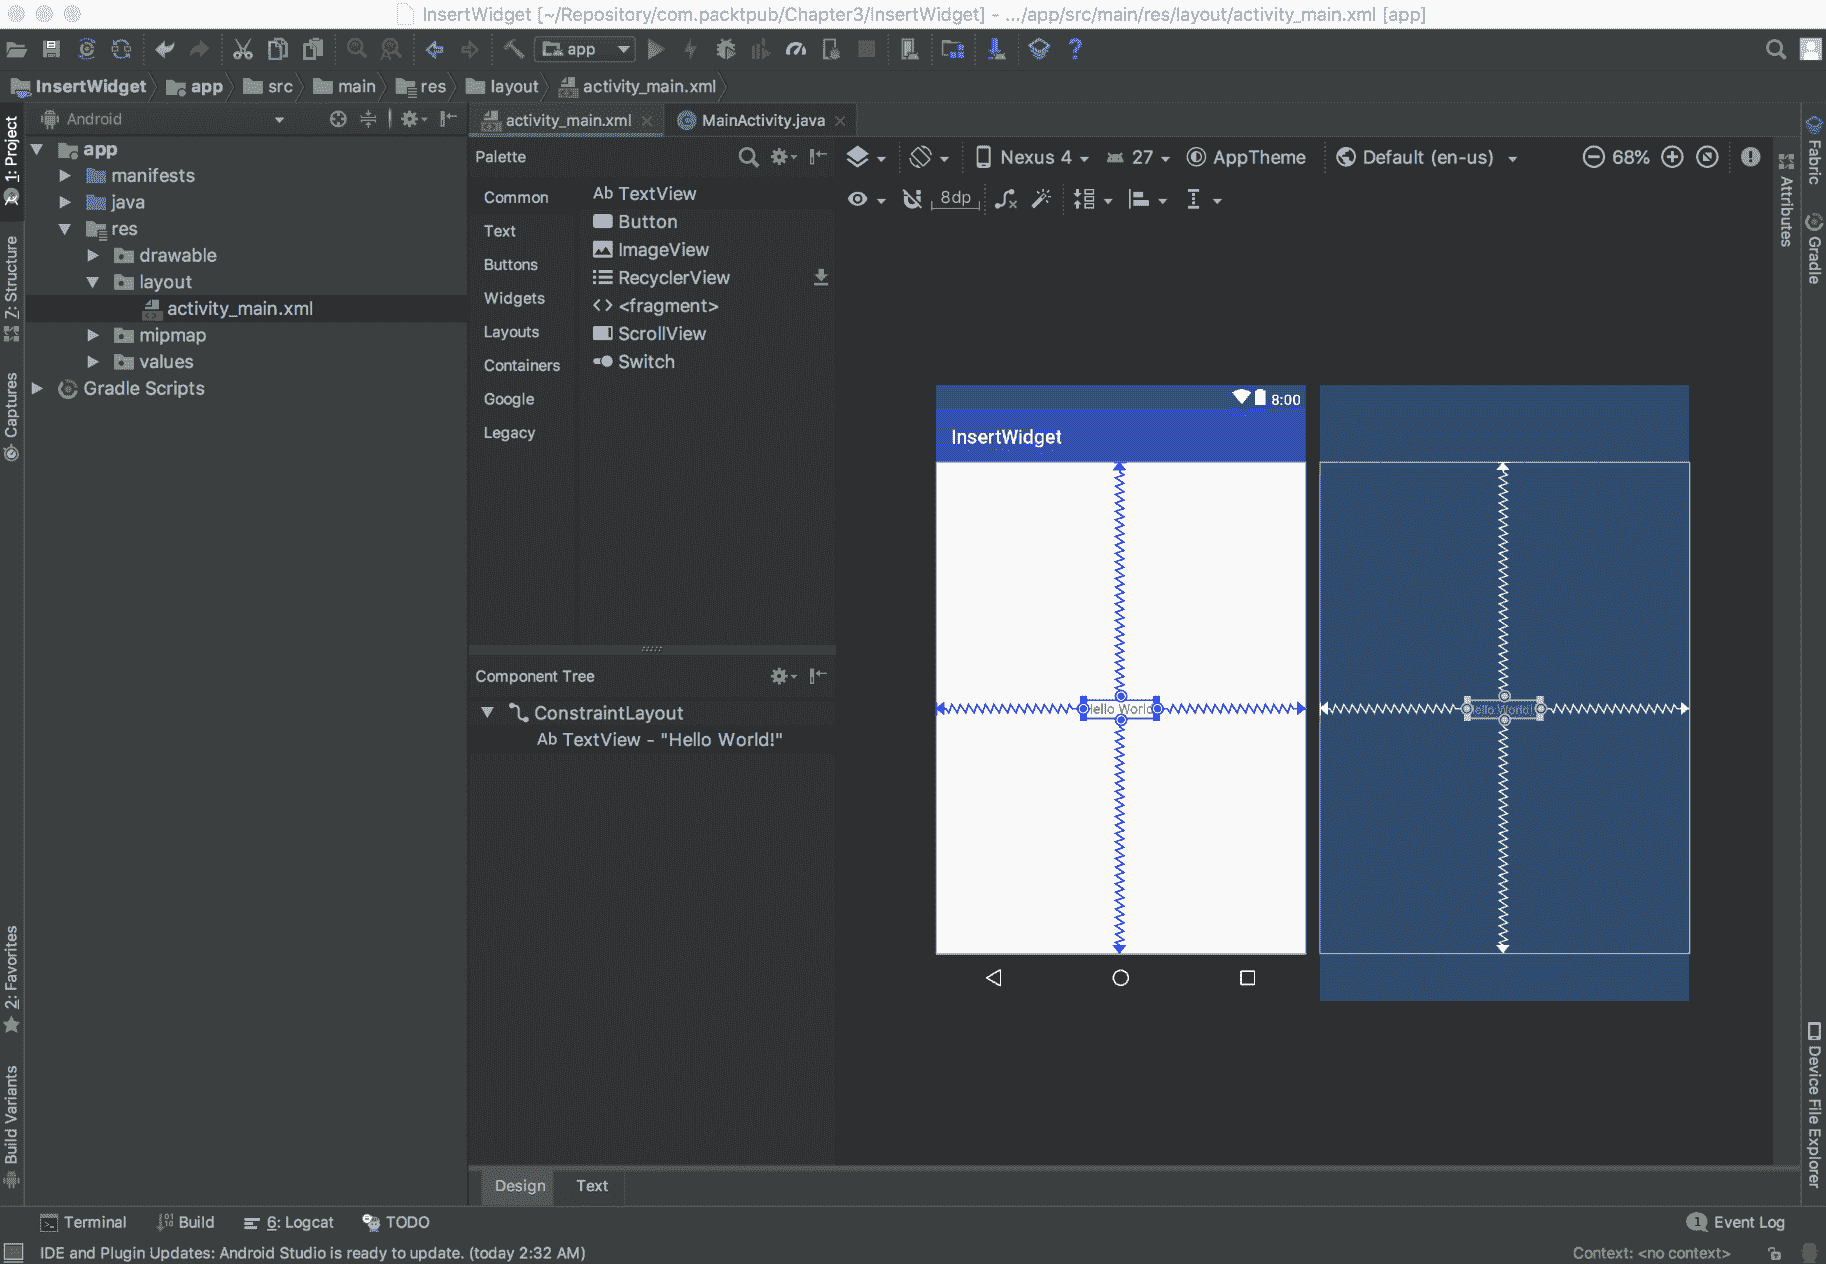 InsertWidget [~/Repository/com.packtpub/Chapter3/InsertWidget] - .../app/src/main/res/layout/activity_main.xml [app]
app
InsertWidget app src main res layout activity_main.xml
1: Project
Z: Structure
Captures
2: Favorites
Build Variants
Android
app
manifests
java
res
drawable
layout
activity_main.xml
mipmap
values
Gradle Scripts
activity_main.xml MainActivity.java
Palette
Common
Text
Buttons
Widgets
Layouts
Containers
Google
Legacy
Ab TextView
Button
ImageView
RecyclerView
<> <fragment>
ScrollView
Switch
Component Tree
ConstraintLayout
Ab TextView - "Hello World!"
Nexus 4 27 AppTheme Default (en-us) 68%
8dp
8:00
InsertWidget
Hello World
Hello World!
Attributes
Fabric
Gradle
Device File Explorer
Design Text
Terminal Build 6: Logcat TODO 1 Event Log
IDE and Plugin Updates: Android Studio is ready to update. (today 2:32 AM) Context: <no context>